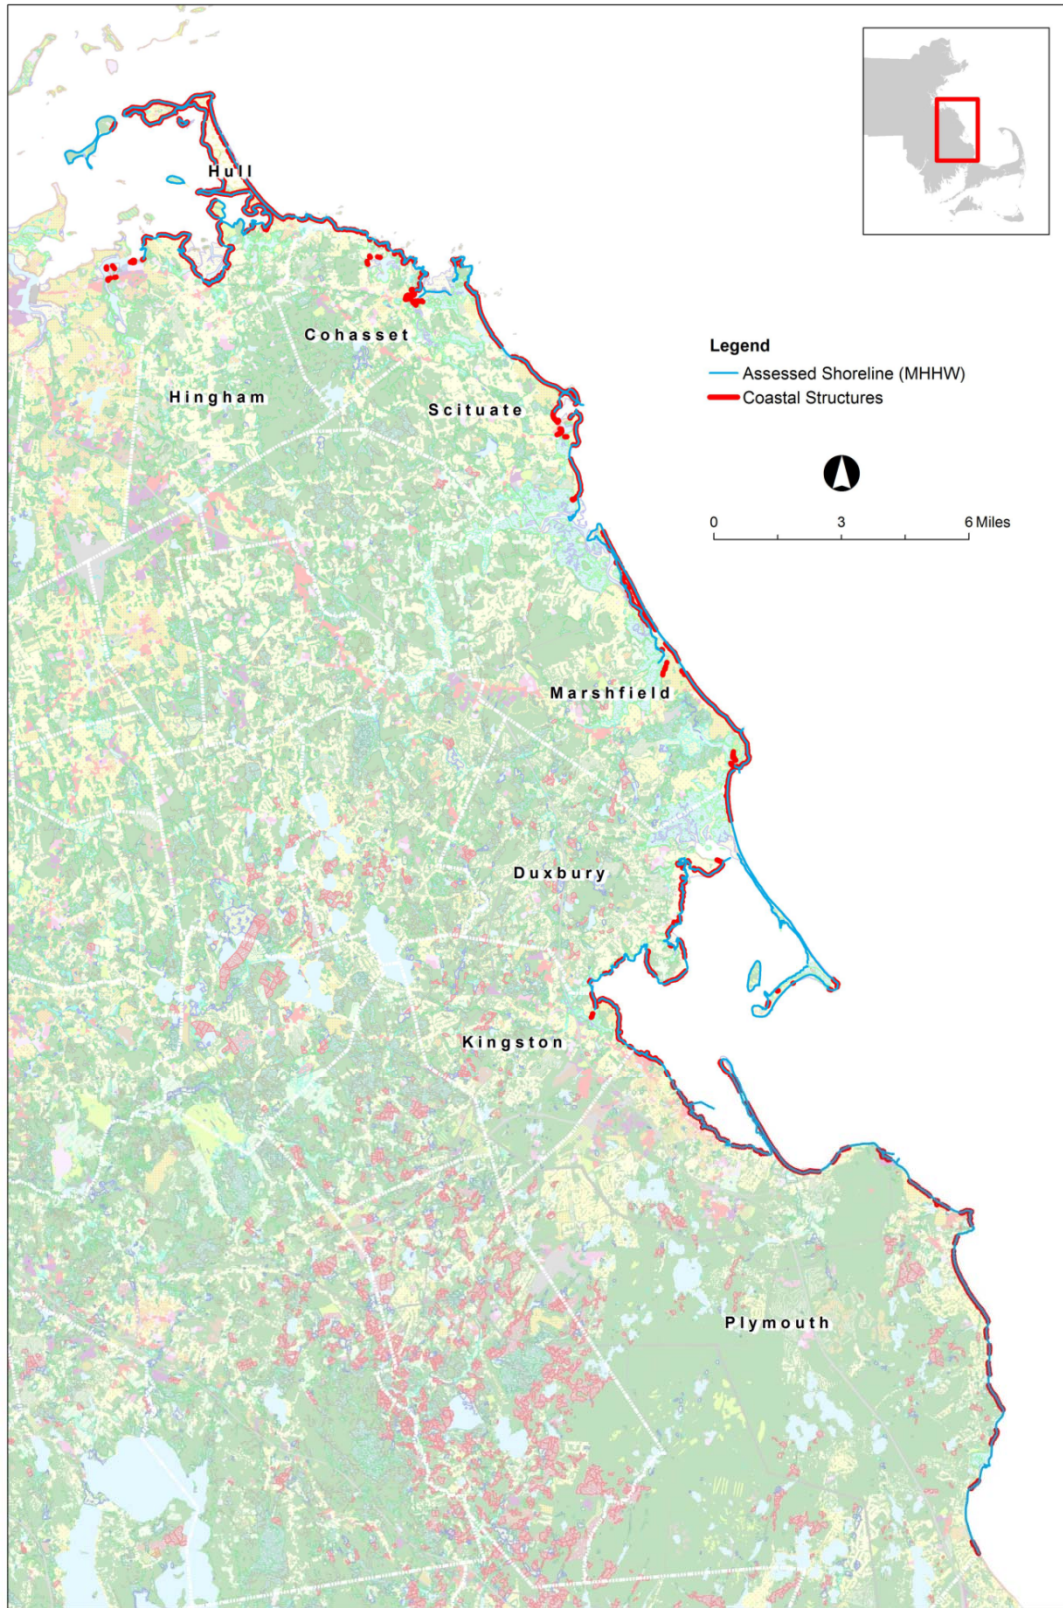 Hull
Cohasset
Legend
Assessed Shoreline (MHHW)
Hingham
Coastal Structures
Scituate
0 3 6 Miles
Marshfield
Duxbury
Kingston
Plymouth